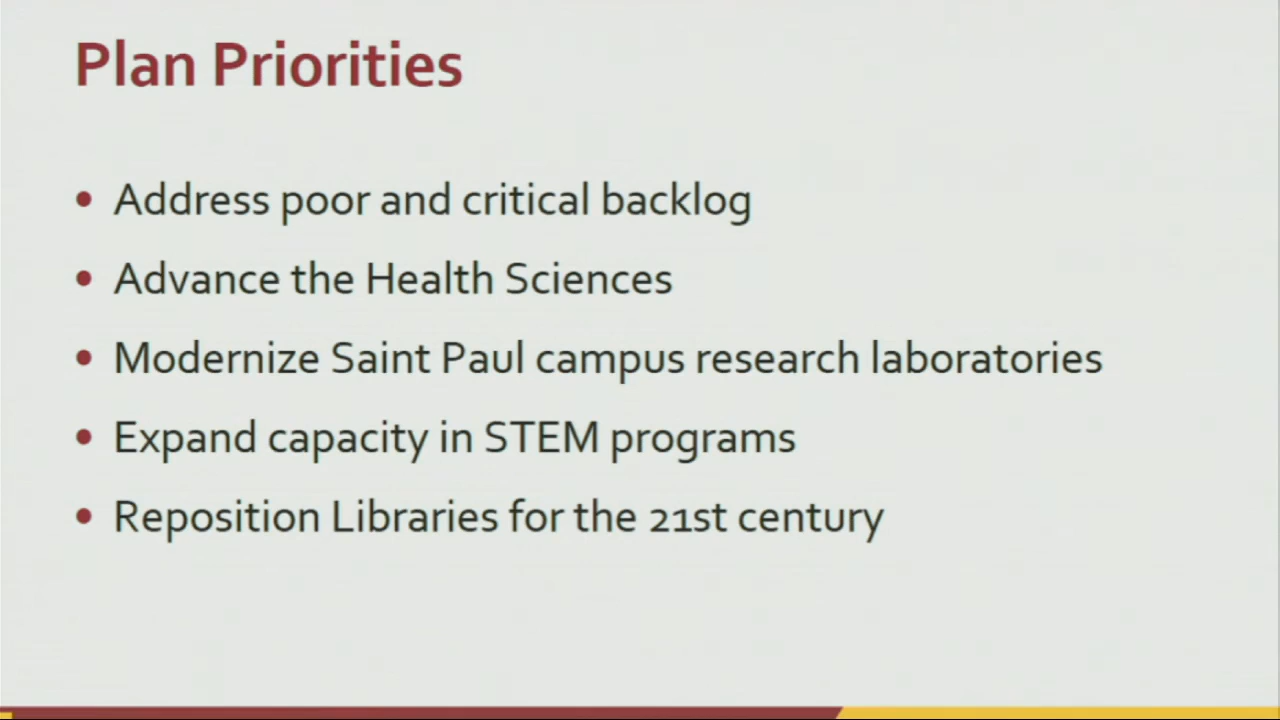 Plan Priorities
• Address poor and critical backlog
• Advance the Health Sciences
• Modernize Saint Paul campus research laboratories
• Expand capacity in STEM programs
• Reposition Libraries for the 21st century